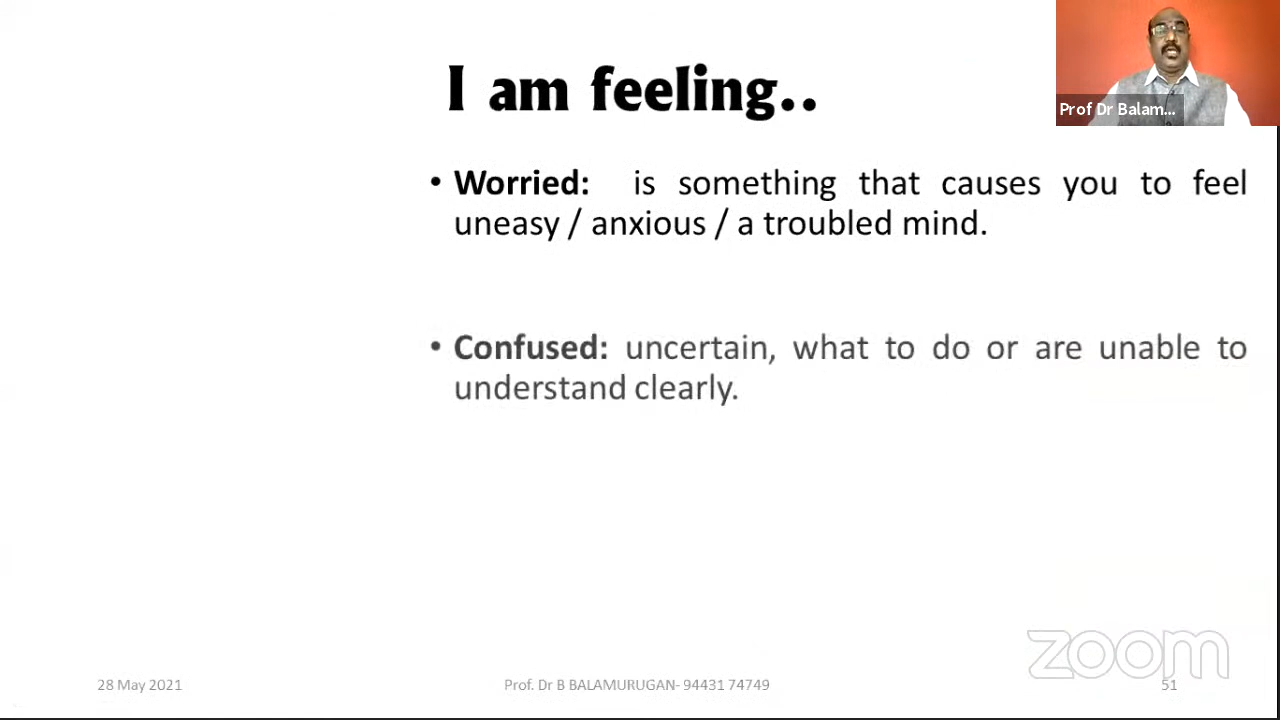 I am feeling..
Prof Dr Balam...
• Worried: is something that causes you to feel
uneasy / anxious / a troubled mind.
• Confused: uncertain, what to do or are unable to
understand clearly.
zoom
28 May 2021
Prof. Dr B BALAMURUGAN- 94431 74749
51